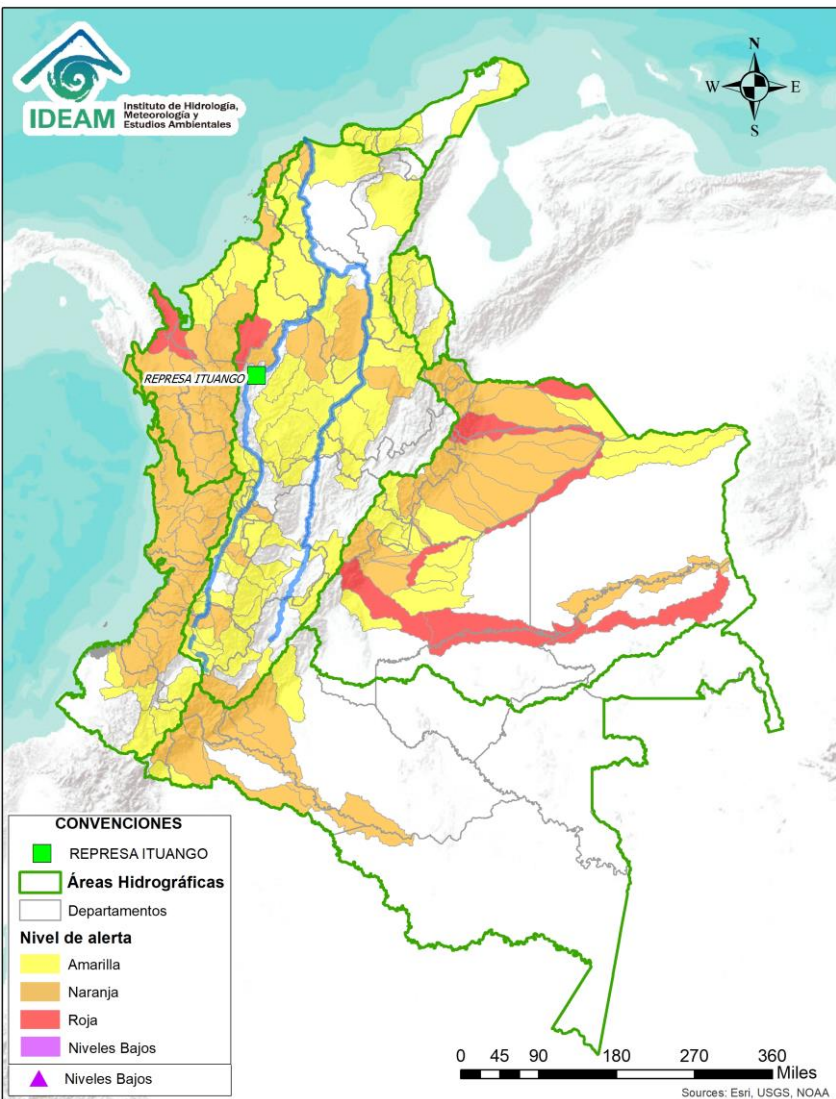 IDEAM
Instituto de Hidrología,
Meteorología y
Estudios Ambientales
N
W
E
S
REPRESA ITUANGO
CONVENCIONES
REPRESA ITUANGO
Áreas Hidrográficas
Departamentos
Nivel de alerta
Amarilla
Naranja
Roja
Niveles Bajos
Niveles Bajos
0 45 90 180 270 360
Miles
Sources: Esri, USGS, NOAA